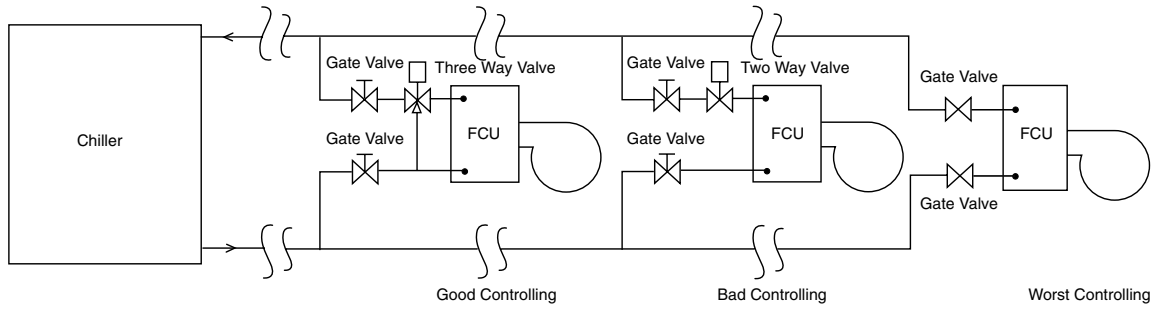 Gate Valve
Three Way Valve
Gate Valve
Two Way Valve
Gate Valve
Chiller
Gate Valve
FCU
Gate Valve
FCU
FCU
Gate Valve
Good Controlling
Bad Controlling
Worst Controlling